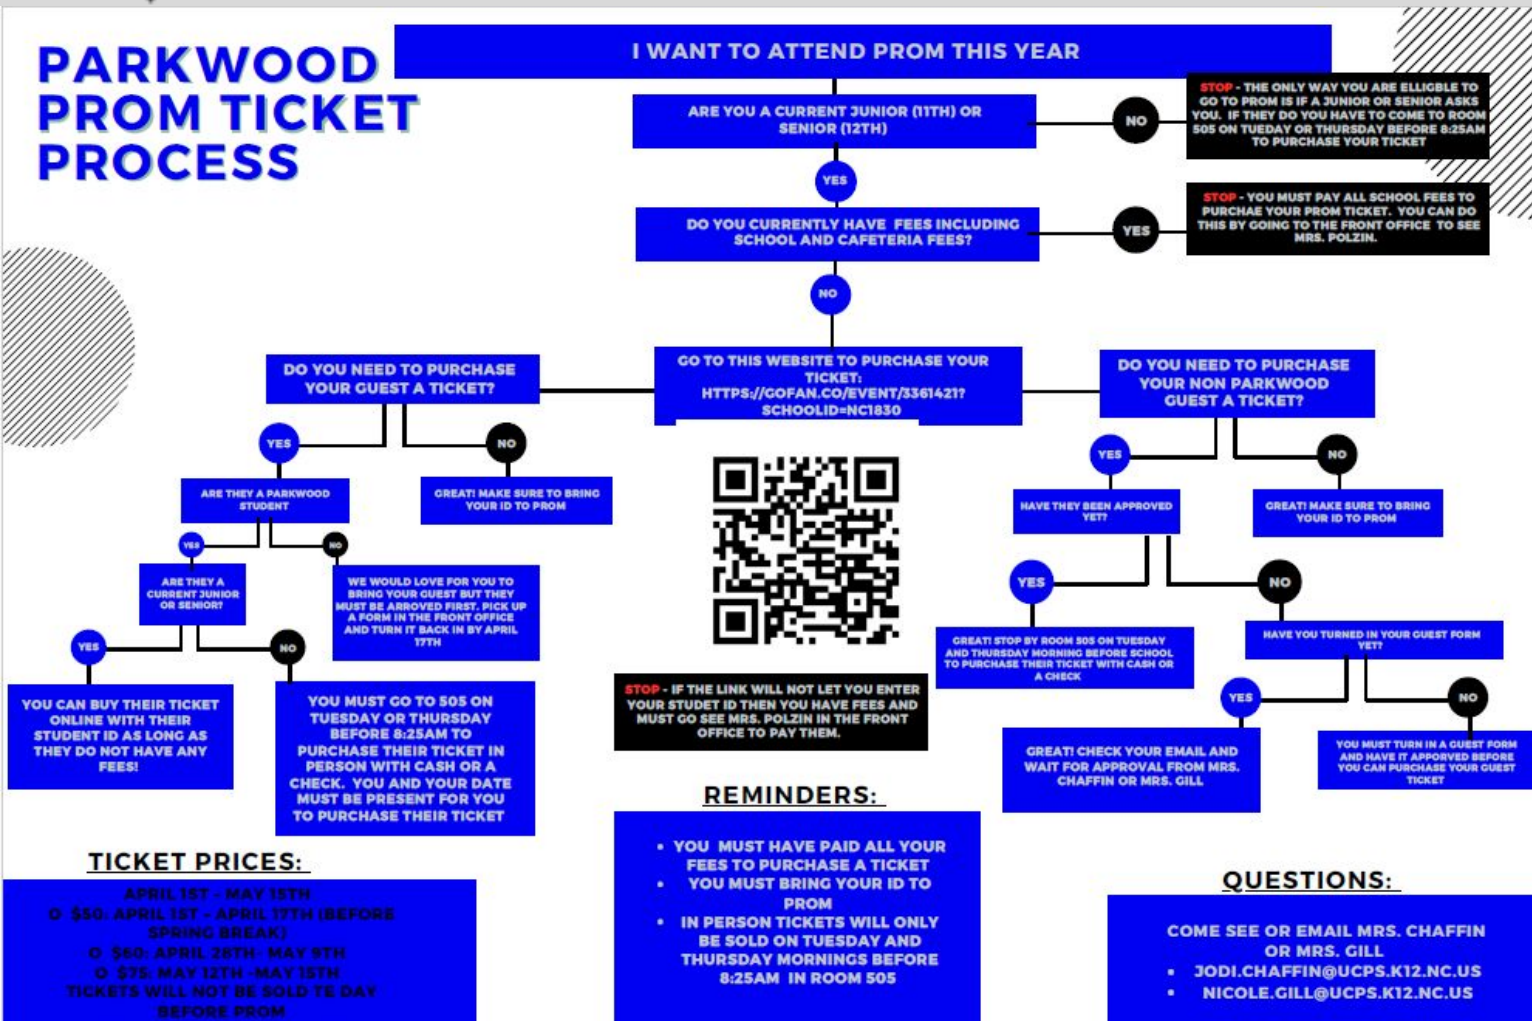 PARKWOOD
PROM TICKET
PROCESS
I WANT TO ATTEND PROM THIS YEAR
ARE YOU A CURRENT JUNIOR (11TH) OR
SENIOR (12TH)
NO
STOP - THE ONLY WAY YOU ARE ELLIGBLE TO
GO TO PROM IS IF A JUNIOR OR SENIOR ASKS
YOU. IF THEY DO YOU HAVE TO COME TO ROOM
505 ON TUEDAY OR THURSDAY BEFORE 8:25AM
TO PURCHASE YOUR TICKET
YES
DO YOU CURRENTLY HAVE FEES INCLUDING
SCHOOL AND CAFETERIA FEES?
YES
STOP - YOU MUST PAY ALL SCHOOL FEES TO
PURCHAE YOUR PROM TICKET. YOU CAN DO
THIS BY GOING TO THE FRONT OFFICE TO SEE
MRS. POLZIN.
NO
GO TO THIS WEBSITE TO PURCHASE YOUR
TICKET:
HTTPS://GOFAN.CO/EVENT/3361421?
SCHOOLID=NC1830
DO YOU NEED TO PURCHASE
YOUR GUEST A TICKET?
YES
NO
ARE THEY A PARKWOOD
STUDENT
GREAT! MAKE SURE TO BRING
YOUR ID TO PROM
YES
NO
ARE THEY A
CURRENT JUNIOR
OR SENIOR?
WE WOULD LOVE FOR YOU TO
BRING YOUR GUEST BUT THEY
MUST BE ARROVED FIRST. PICK UP
A FORM IN THE FRONT OFFICE
AND TURN IT BACK IN BY APRIL
17TH
YES
NO
YOU CAN BUY THEIR TICKET
ONLINE WITH THEIR
STUDENT ID AS LONG AS
THEY DO NOT HAVE ANY
FEES!
YOU MUST GO TO 505 ON
TUESDAY OR THURSDAY
BEFORE 8:25AM TO
PURCHASE THEIR TICKET IN
PERSON WITH CASH OR A
CHECK. YOU AND YOUR DATE
MUST BE PRESENT FOR YOU
TO PURCHASE THEIR TICKET
DO YOU NEED TO PURCHASE
YOUR NON PARKWOOD
GUEST A TICKET?
YES
NO
HAVE THEY BEEN APPROVED
YET?
GREAT! MAKE SURE TO BRING
YOUR ID TO PROM
YES
NO
GREAT! STOP BY ROOM 505 ON TUESDAY
AND THURSDAY MORNING BEFORE SCHOOL
TO PURCHASE THEIR TICKET WITH CASH OR
A CHECK
HAVE YOU TURNED IN YOUR GUEST FORM
YET?
YES
NO
GREAT! CHECK YOUR EMAIL AND
WAIT FOR APPROVAL FROM MRS.
CHAFFIN OR MRS. GILL
YOU MUST TURN IN A GUEST FORM
AND HAVE IT APPORVED BEFORE
YOU CAN PURCHASE YOUR GUEST
TICKET
STOP - IF THE LINK WILL NOT LET YOU ENTER
YOUR STUDET ID THEN YOU HAVE FEES AND
MUST GO SEE MRS. POLZIN IN THE FRONT
OFFICE TO PAY THEM.
TICKET PRICES:
APRIL 1ST - MAY 15TH
O $50: APRIL 1ST - APRIL 17TH (BEFORE
SPRING BREAK)
O $60: APRIL 28TH- MAY 9TH
O $75: MAY 12TH -MAY 15TH
TICKETS WILL NOT BE SOLD TE DAY
BEFORE PROM
REMINDERS:
• YOU MUST HAVE PAID ALL YOUR
FEES TO PURCHASE A TICKET
• YOU MUST BRING YOUR ID TO
PROM
• IN PERSON TICKETS WILL ONLY
BE SOLD ON TUESDAY AND
THURSDAY MORNINGS BEFORE
8:25AM IN ROOM 505
QUESTIONS:
COME SEE OR EMAIL MRS. CHAFFIN
OR MRS. GILL
• JODI.CHAFFIN@UCPS.K12.NC.US
• NICOLE.GILL@UCPS.K12.NC.US